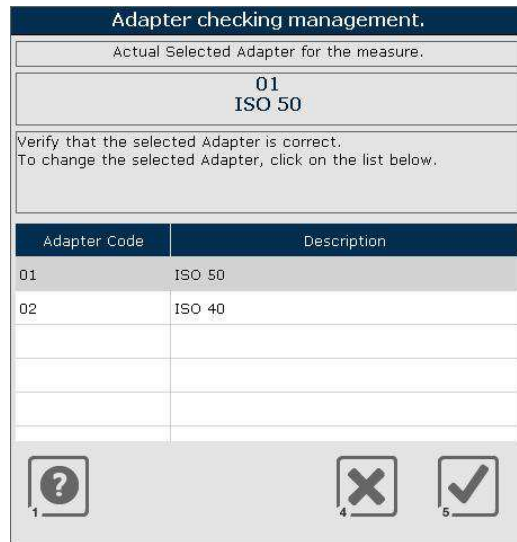 Adapter checking management.
Actual Selected Adapter for the measure.
01
ISO 50
Verify that the selected Adapter is correct.
To change the selected Adapter, click on the list below.
Adapter Code Description
01 ISO 50
02 ISO 40
?
1 4 5